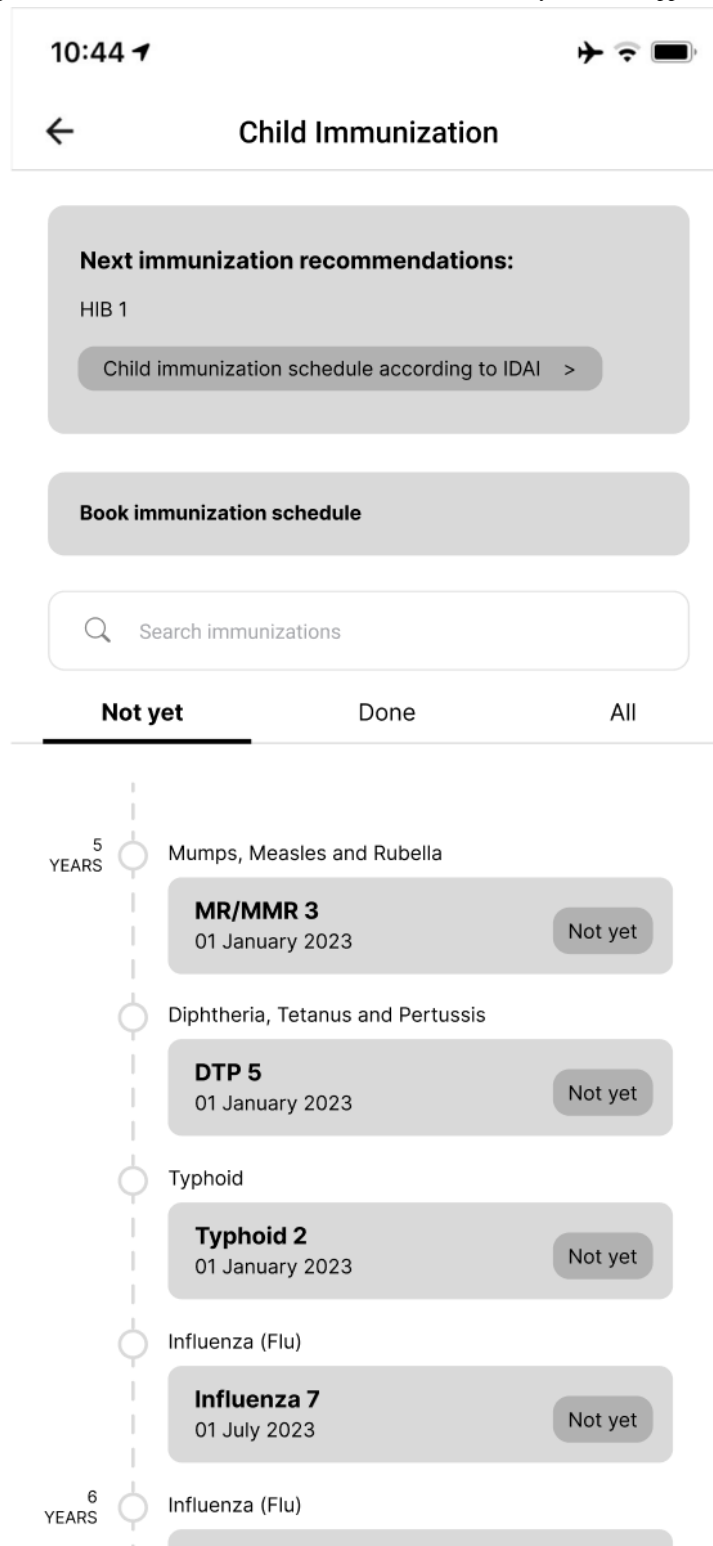 10:44
Child Immunization
Next immunization recommendations:
HIB 1
Child immunization schedule according to IDAI >
Book immunization schedule
Search immunizations
Not yet Done All
5
YEARS
Mumps, Measles and Rubella
MR/MMR 3
01 January 2023
Not yet
Diphtheria, Tetanus and Pertussis
DTP 5
01 January 2023
Not yet
Typhoid
Typhoid 2
01 January 2023
Not yet
Influenza (Flu)
Influenza 7
01 July 2023
Not yet
6
YEARS
Influenza (Flu)